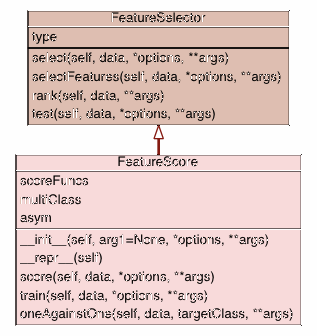 FeatureSelector
type
select(self, data, *options, **args)
selectFeatures(self, data, *options, **args)
rank(self, data, **args)
test(self, data, *options, **args)
FeatureScore
scoreFuncs
multiClass
asym
__init__(self, arg1=None, *options, **args)
__repr__(self)
score(self, data, *options, **args)
train(self, data, *options, **args)
oneAgainstOne(self, data, targetClass, **args)